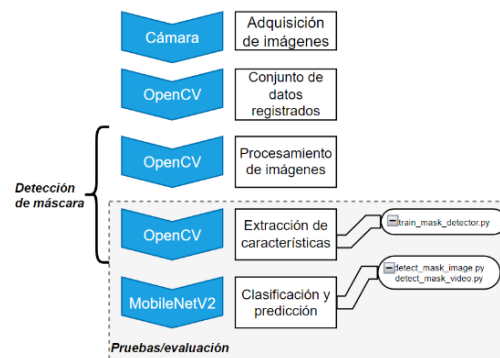 Cámara
Adquisición
de imágenes
OpenCV
Conjunto de
datos
registrados
OpenCV
Procesamiento
de imágenes
Detección
de máscara
OpenCV
Extracción de
características
train_mask_detector.py
MobileNetV2
Clasificación y
predicción
detect_mask_image.py
detect_mask_video.py
Pruebas/evaluación